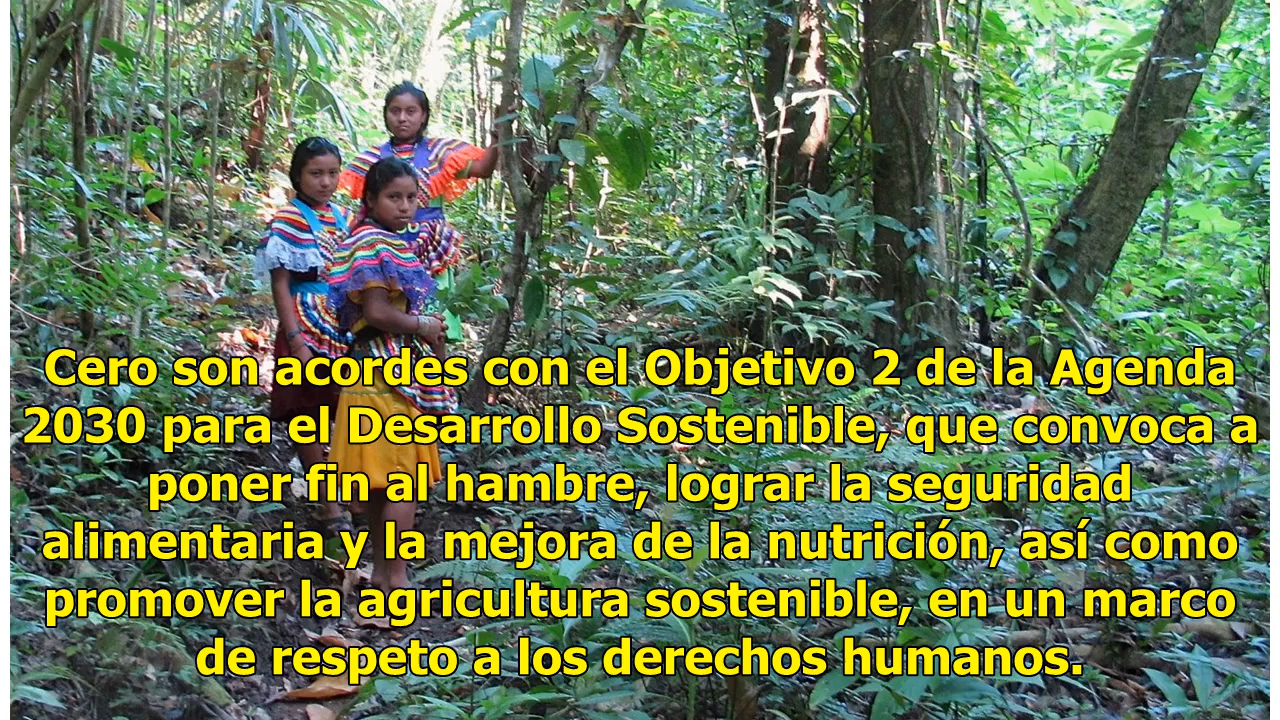 Cero son acordes con el Objetivo 2 de la Agenda
2030 para el Desarrollo Sostenible, que convoca a
poner fin al hambre, lograr la seguridad
alimentaria y la mejora de la nutrición, así como
promover la agricultura sostenible, en un marco
de respeto a los derechos humanos.